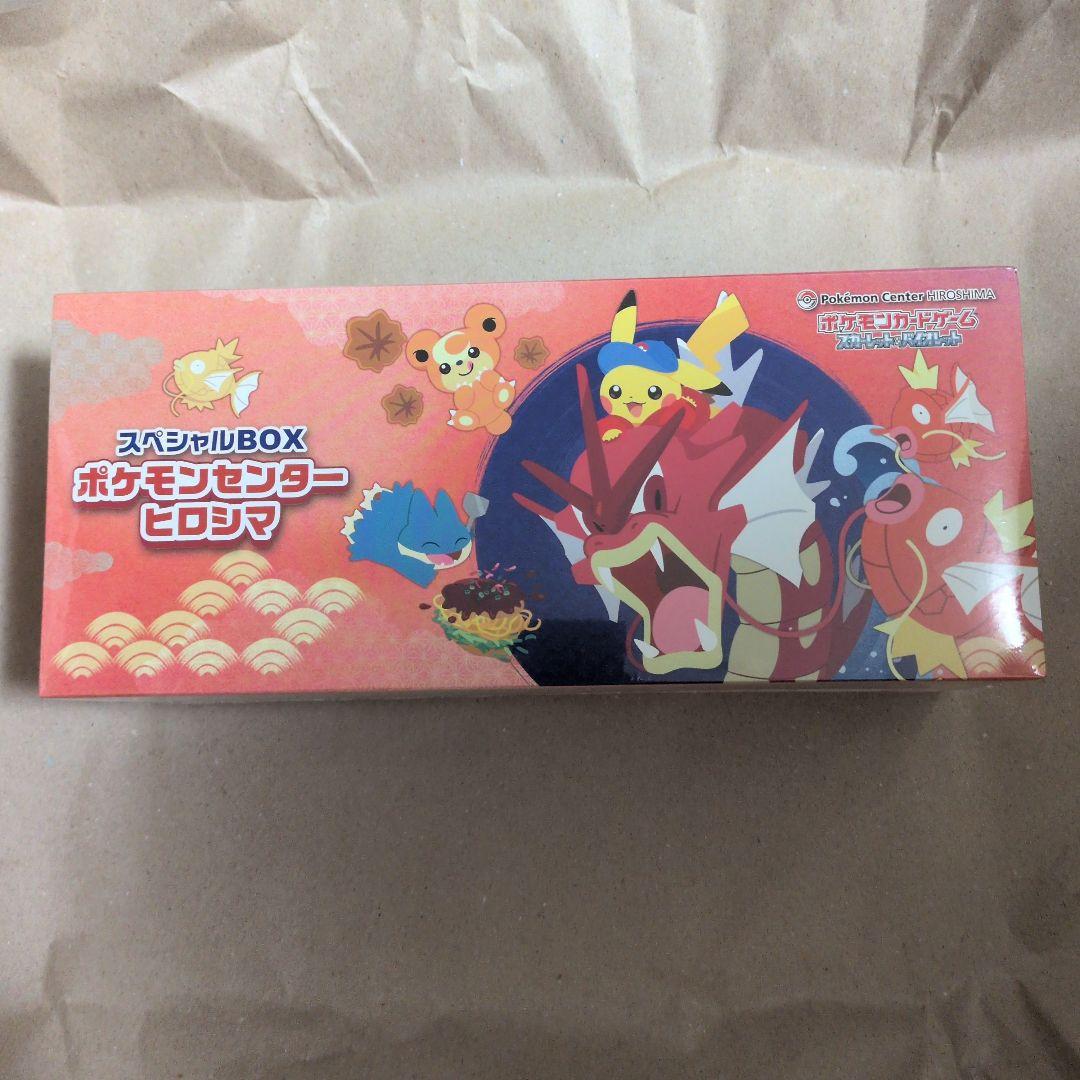 Pokémon Center HIROSHIMA
ポケモンカードゲーム
スカーレット&バイオレット
スペシャルBOX
ポケモンセンター
ヒロシマ